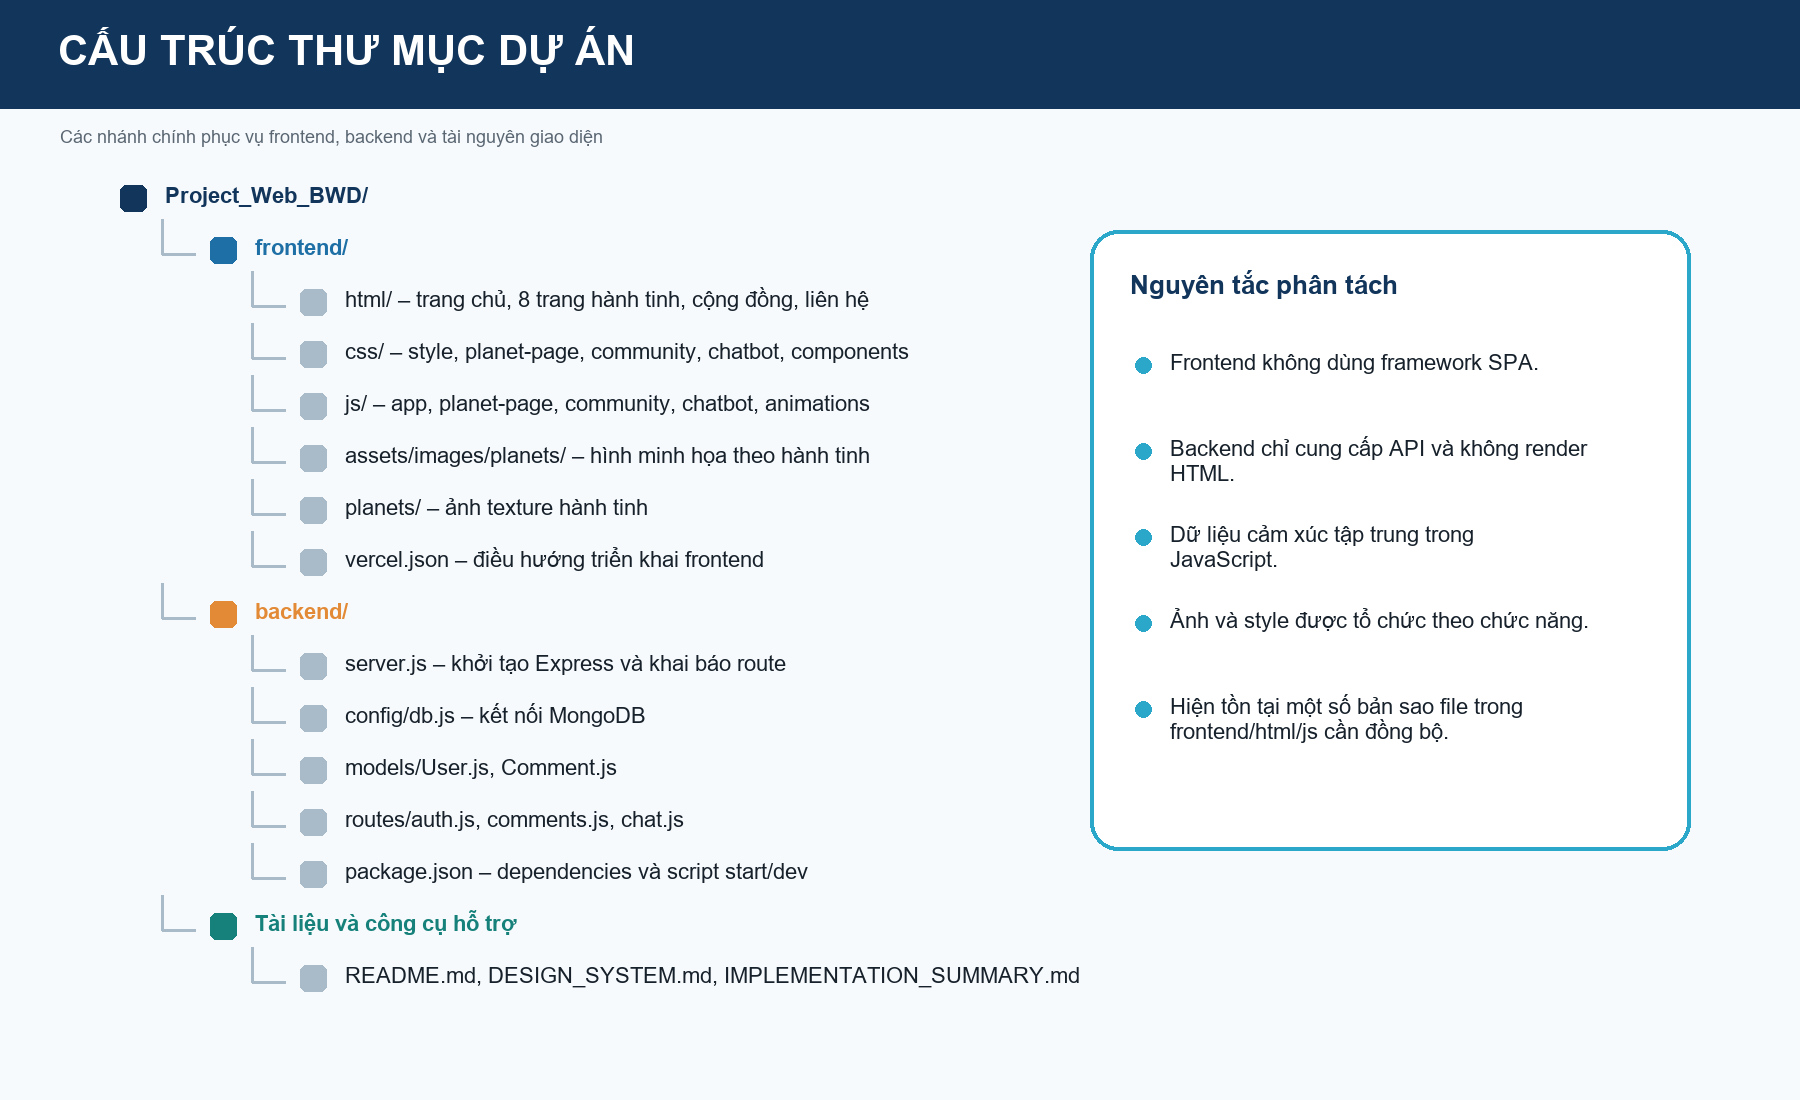 CẤU TRÚC THƯ MỤC DỰ ÁN
Các nhánh chính phục vụ frontend, backend và tài nguyên giao diện
Project_Web_BWD/
frontend/
html/ – trang chủ, 8 trang hành tinh, cộng đồng, liên hệ
css/ – style, planet-page, community, chatbot, components
js/ – app, planet-page, community, chatbot, animations
assets/images/planets/ – hình minh họa theo hành tinh
planets/ – ảnh texture hành tinh
vercel.json – điều hướng triển khai frontend
backend/
server.js – khởi tạo Express và khai báo route
config/db.js – kết nối MongoDB
models/User.js, Comment.js
routes/auth.js, comments.js, chat.js
package.json – dependencies và script start/dev
Tài liệu và công cụ hỗ trợ
README.md, DESIGN_SYSTEM.md, IMPLEMENTATION_SUMMARY.md
Nguyên tắc phân tách
Frontend không dùng framework SPA.
Backend chỉ cung cấp API và không render
HTML.
Dữ liệu cảm xúc tập trung trong
JavaScript.
Ảnh và style được tổ chức theo chức năng.
Hiện tồn tại một số bản sao file trong
frontend/html/js cần đồng bộ.